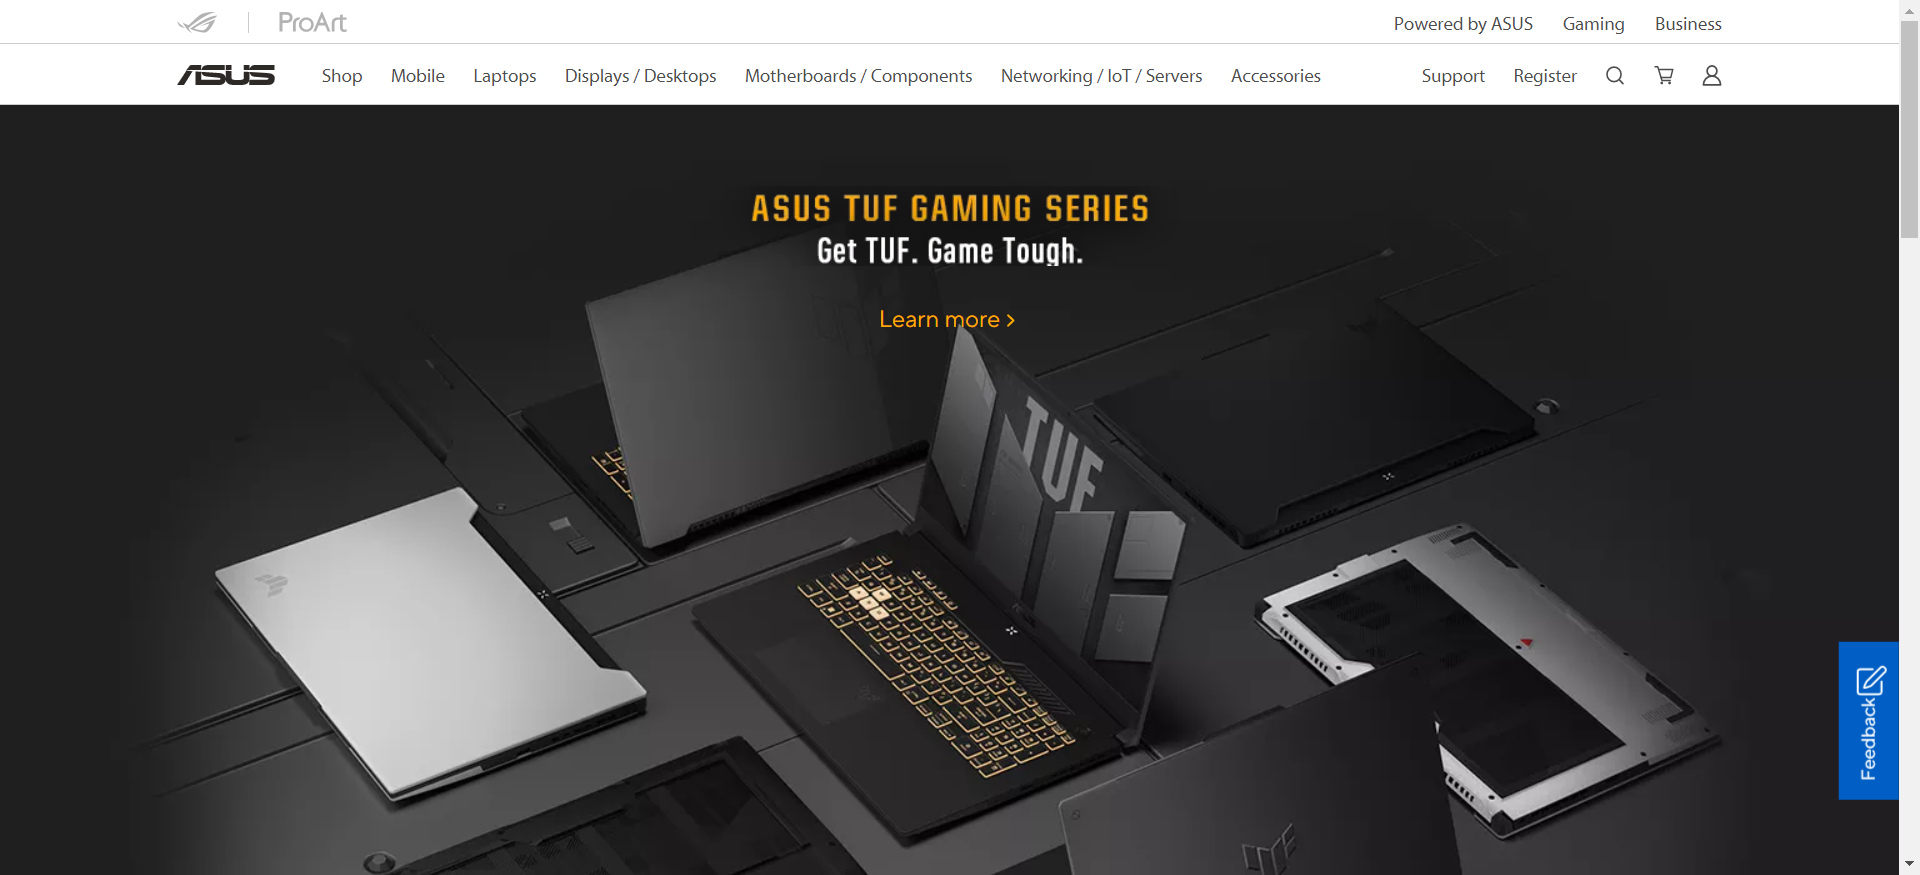 ProArt
Powered by ASUS Gaming Business
ASUS Shop Mobile Laptops Displays / Desktops Motherboards / Components Networking / IoT / Servers Accessories Support Register
ASUS TUF GAMING SERIES
Get TUF. Game Tough.
Learn more >
TUF
Feedback